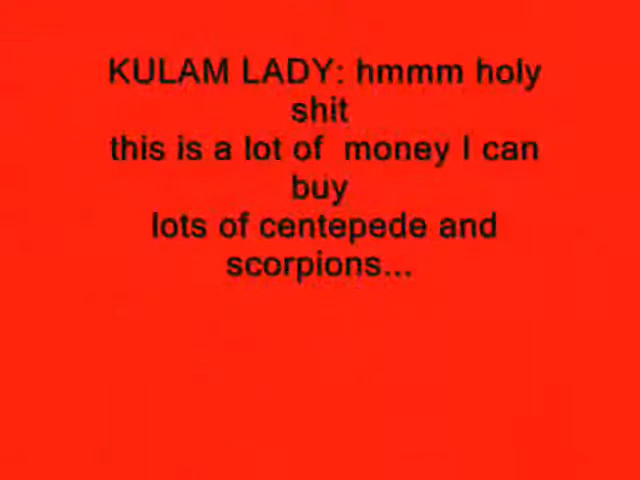 KULAM LADY: hmmm holy
shit
this is a lot of  money I can
buy
lots of centepede and
scorpions...